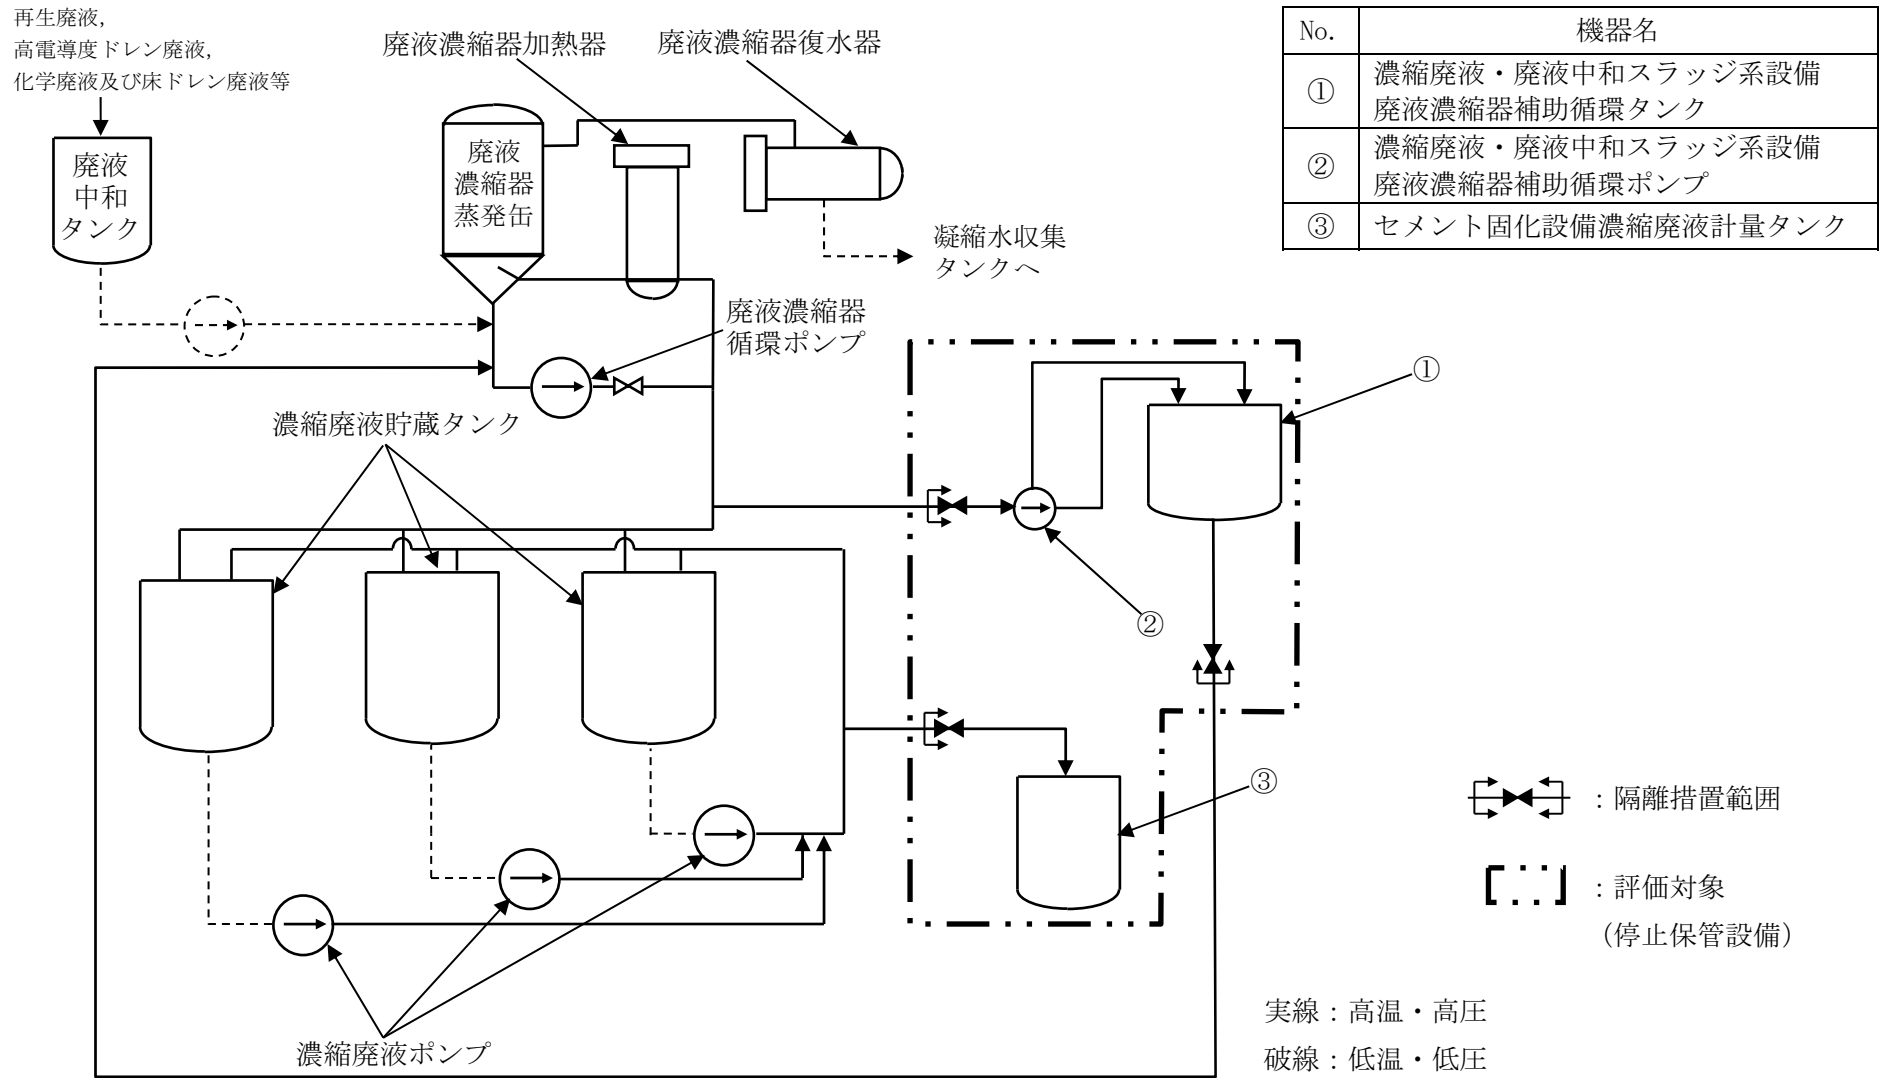 再生廃液,
高電導度ドレン廃液,
化学廃液及び床ドレン廃液等
廃液濃縮器加熱器
廃液濃縮器復水器
廃液
中和
タンク
廃液
濃縮器
蒸発缶
凝縮水収集
タンクへ
廃液濃縮器
循環ポンプ
濃縮廃液貯蔵タンク
濃縮廃液ポンプ
①
②
③
No.
機器名
①
濃縮廃液・廃液中和スラッジ系設備
廃液濃縮器補助循環タンク
②
濃縮廃液・廃液中和スラッジ系設備
廃液濃縮器補助循環ポンプ
③
セメント固化設備濃縮廃液計量タンク
：隔離措置範囲
：評価対象
（停止保管設備）
実線：高温・高圧
破線：低温・低圧